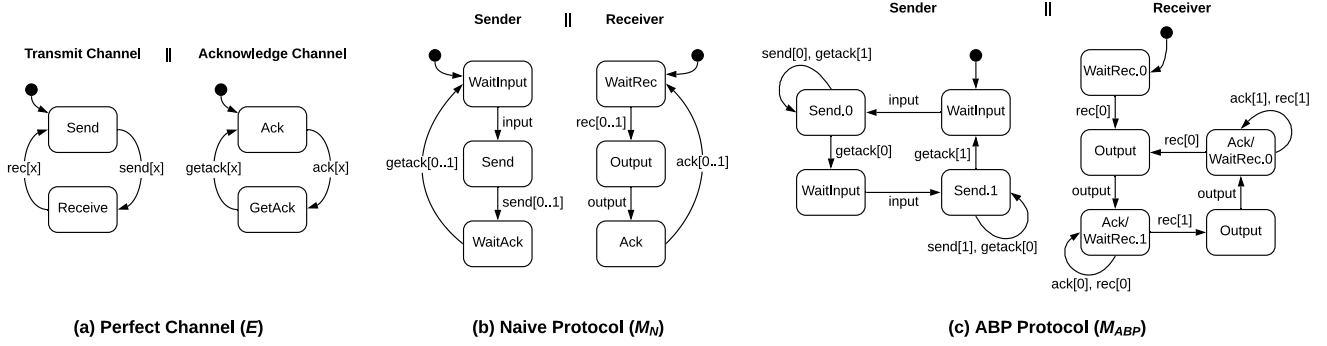 Transmit Channel || Acknowledge Channel
Send
rec[x]
send[x]
Receive
Ack
getack[x]
ack[x]
GetAck
(a) Perfect Channel (E)
Sender || Receiver
WaitInput
input
Send
getack[0..1]
send[0..1]
WaitAck
WaitRec
rec[0..1]
Output
ack[0..1]
output
Ack
(b) Naive Protocol (MN)
Sender || Receiver
send[0], getack[1]
Send.0
input
WaitInput
getack[0]
getack[1]
WaitInput
input
Send.1
send[1], getack[0]
WaitRec.0
rec[0]
ack[1], rec[1]
Output
rec[0]
Ack/
WaitRec.0
output
output
Ack/
WaitRec.1
rec[1]
Output
ack[0], rec[0]
(c) ABP Protocol (MABP)